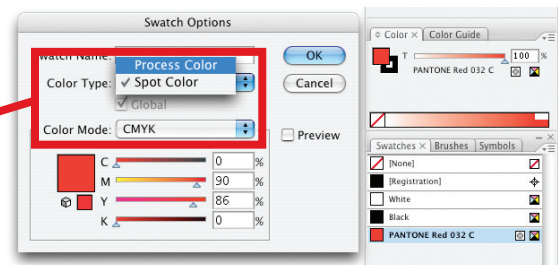 Swatch Options
Swatch Name:
Process Color
Color Type: ✓ Spot Color
✓ Global
Color Mode: CMYK
C 0 %
M 90 %
Y 86 %
K 0 %
OK
Cancel
Preview
Color × Color Guide
T 100 %
PANTONE Red 032 C
Swatches × Brushes Symbols
[None]
[Registration]
White
Black
PANTONE Red 032 C